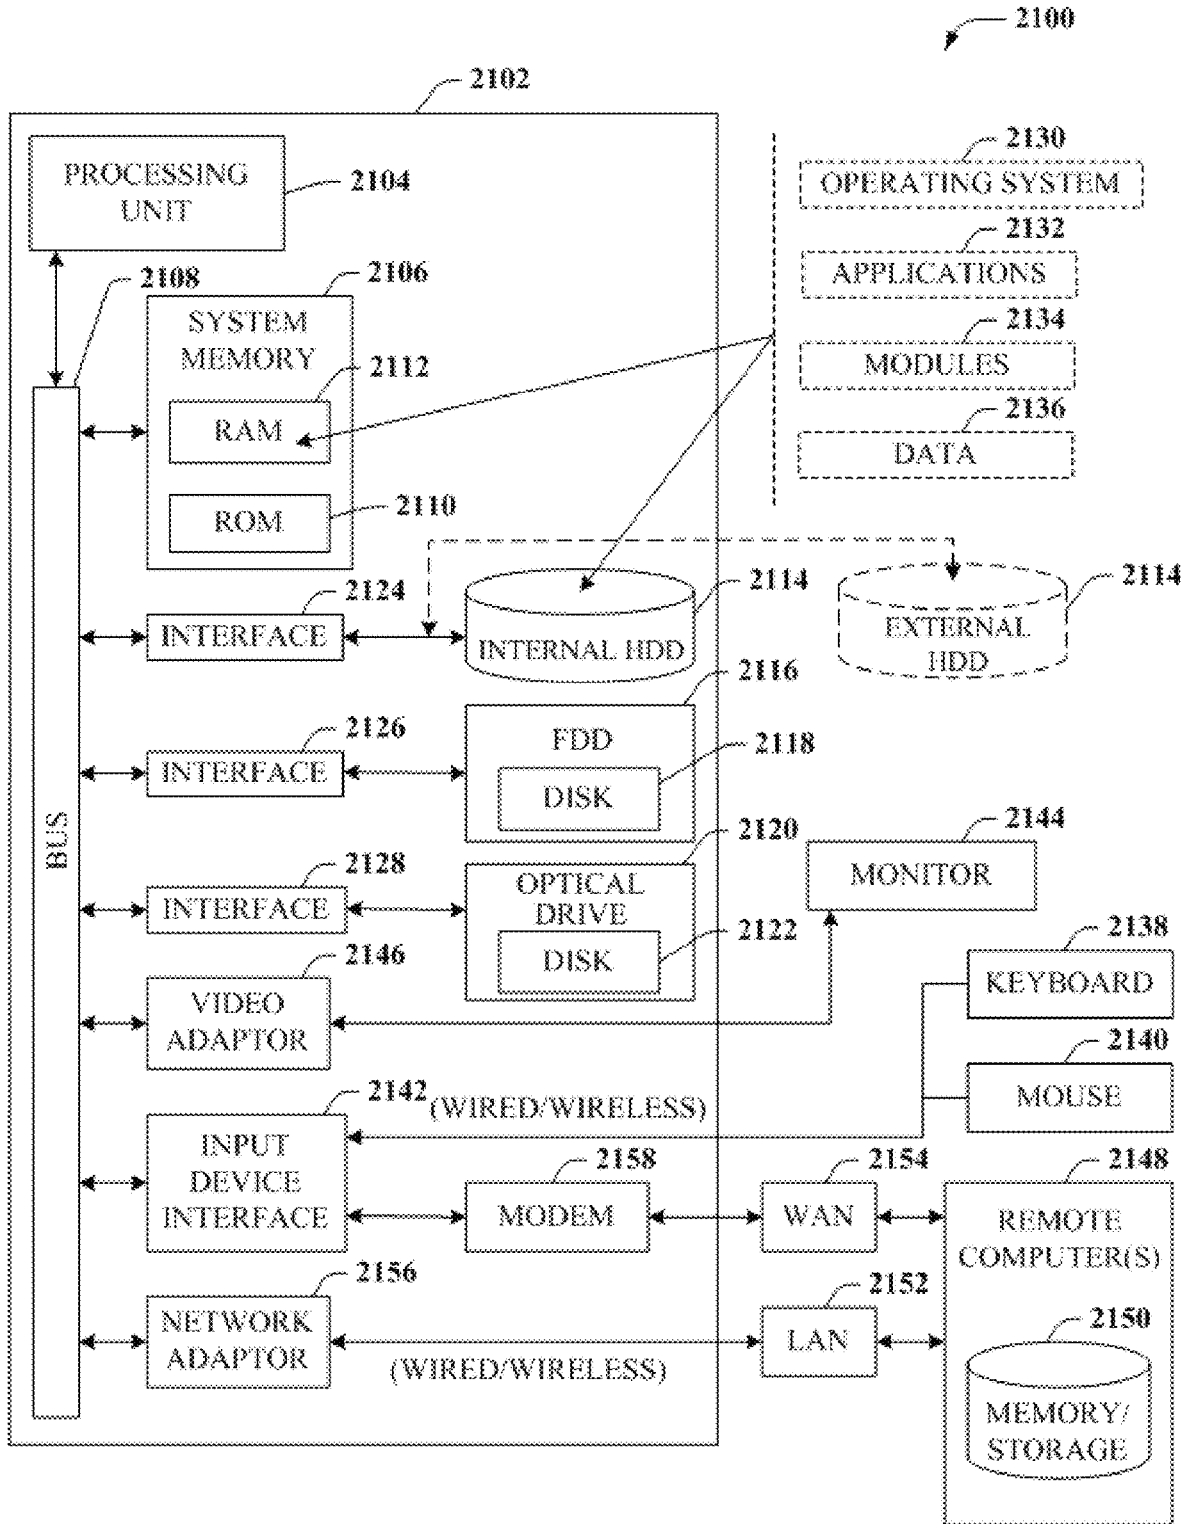 2100
2102
PROCESSING
UNIT
2104
2130
OPERATING SYSTEM
2132
APPLICATIONS
2134
MODULES
2136
DATA
2108
2106
SYSTEM
MEMORY
2112
RAM
2110
ROM
2124
INTERFACE
2114
INTERNAL HDD
2114
EXTERNAL
HDD
2126
INTERFACE
2116
FDD
2118
DISK
BUS
2128
INTERFACE
2120
OPTICAL
DRIVE
2122
DISK
2144
MONITOR
2146
VIDEO
ADAPTOR
2138
KEYBOARD
2140
MOUSE
2142
(WIRED/WIRELESS)
INPUT
DEVICE
INTERFACE
2158
MODEM
2154
WAN
2148
REMOTE
COMPUTER(S)
2156
NETWORK
ADAPTOR
(WIRED/WIRELESS)
2152
LAN
2150
MEMORY/
STORAGE